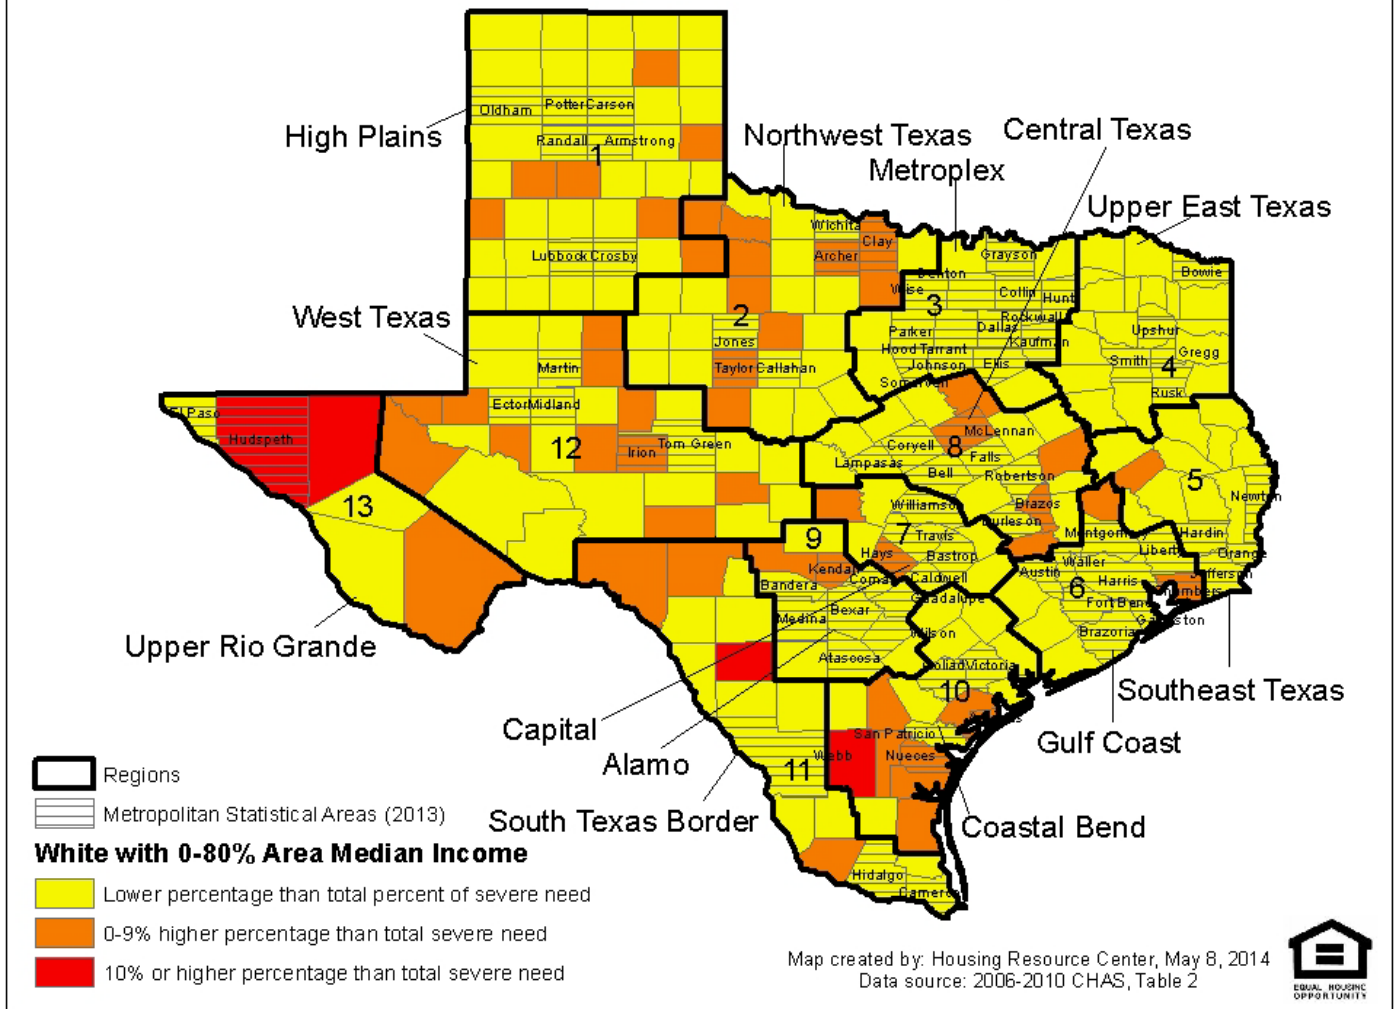 High Plains
Northwest Texas
Central Texas
Metroplex
Upper East Texas
West Texas
Upper Rio Grande
Capital
Alamo
South Texas Border
Coastal Bend
Gulf Coast
Southeast Texas
Oldham
Potter Carson
Randall Armstrong
1
Lubbock Crosby
Wichita
Clay
Archer
2
Jones
Taylor Callahan
Grayson
Denton
Wise
Collin Hunt
3
Rockwall
Parker
Dallas
Kaufman
Hood Tarrant
Johnson
Ellis
Somervell
Bowie
Upshur
Gregg
Smith
4
Rusk
Martin
Ector Midland
12
Irion
Tom Green
El Paso
Hudspeth
13
McLennan
Coryell
8
Falls
Lampasas
Bell
Robertson
Brazos
Burleson
5
Newton
Hardin
Orange
Jefferson
Williamson
7
Travis
Hays
Bastrop
Caldwell
9
Kendall
Comal
Bandera
Guadalupe
Bexar
Medina
Wilson
Atascosa
Montgomery
Liberty
Waller
Austin
Harris
6
Chambers
Fort Bend
Galveston
Brazoria
Goliad Victoria
10
San Patricio
Nueces
Webb
11
Hidalgo
Cameron
Regions
Metropolitan Statistical Areas (2013)
White with 0-80% Area Median Income
Lower percentage than total percent of severe need
0-9% higher percentage than total severe need
10% or higher percentage than total severe need
Map created by: Housing Resource Center, May 8, 2014
Data source: 2006-2010 CHAS, Table 2
EQUAL HOUSING
OPPORTUNITY